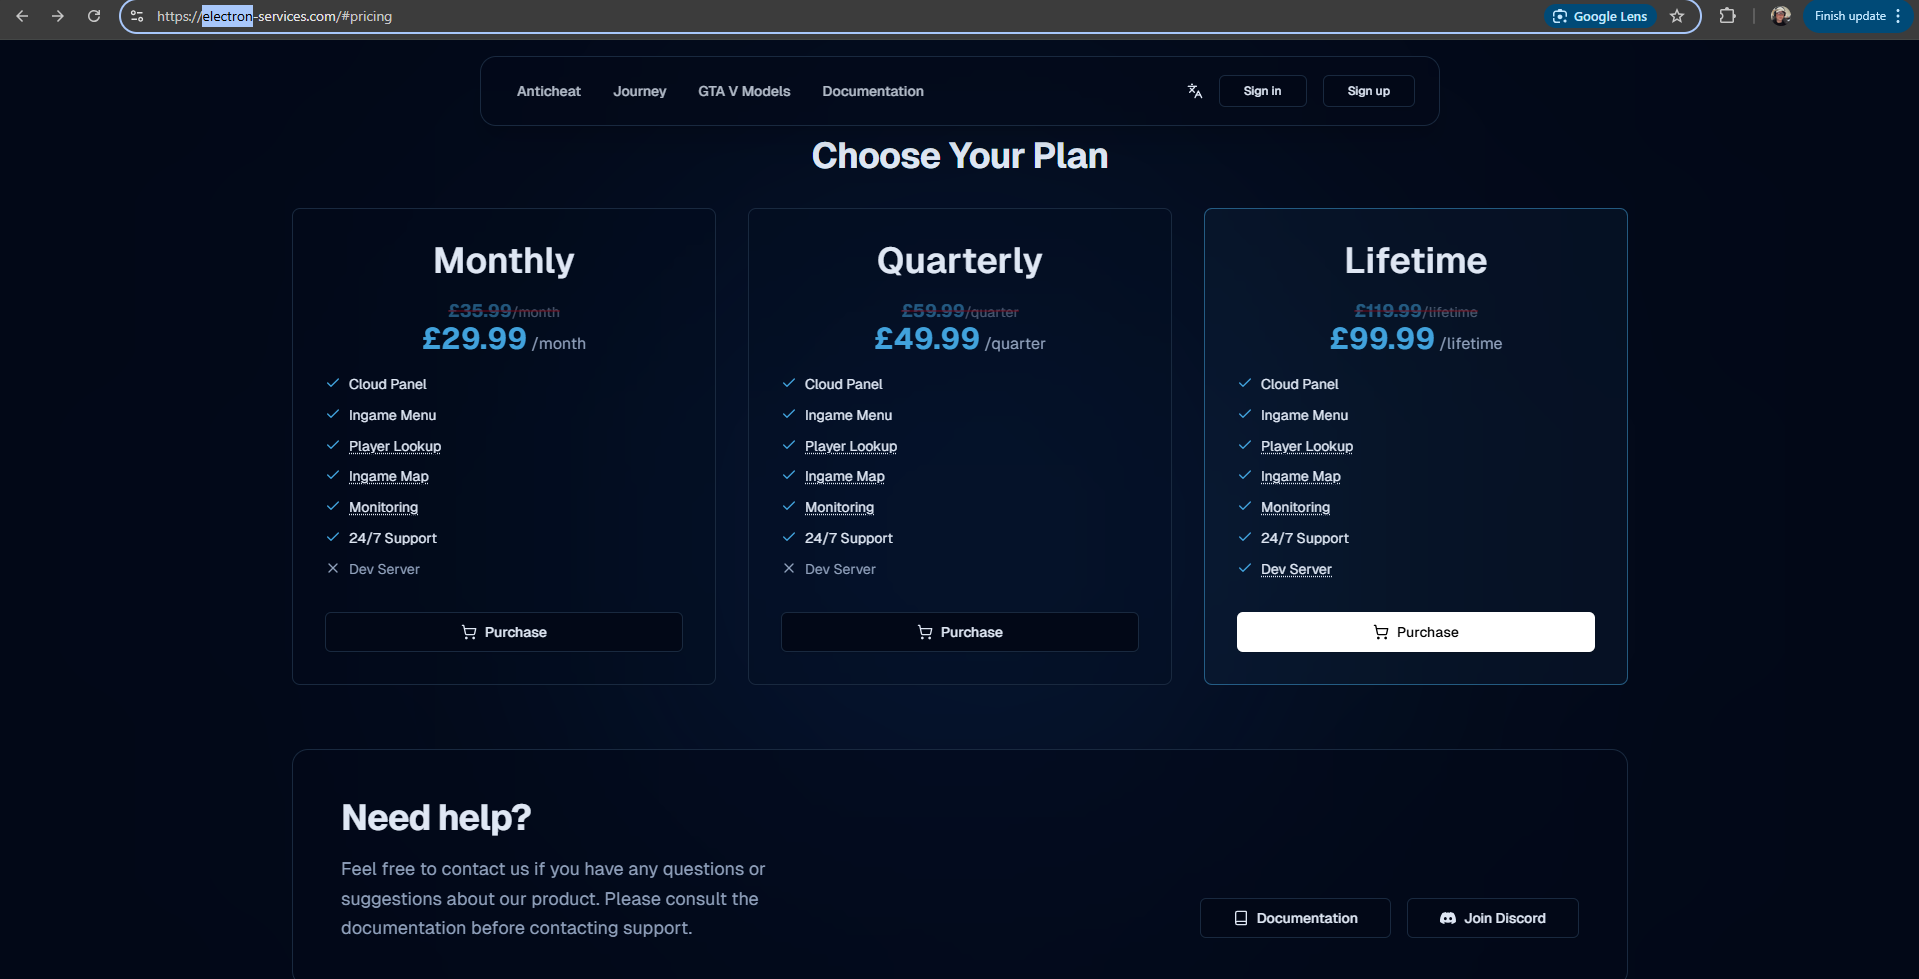 https://electron-services.com/#pricing
Google Lens
Finish update
Anticheat
Journey
GTA V Models
Documentation
Sign in
Sign up
Choose Your Plan
Monthly
£35.99/month
£29.99 /month
Cloud Panel
Ingame Menu
Player Lookup
Ingame Map
Monitoring
24/7 Support
Dev Server
Purchase
Quarterly
£59.99/quarter
£49.99 /quarter
Cloud Panel
Ingame Menu
Player Lookup
Ingame Map
Monitoring
24/7 Support
Dev Server
Purchase
Lifetime
£119.99/lifetime
£99.99 /lifetime
Cloud Panel
Ingame Menu
Player Lookup
Ingame Map
Monitoring
24/7 Support
Dev Server
Purchase
Need help?
Feel free to contact us if you have any questions or
suggestions about our product. Please consult the
documentation before contacting support.
Documentation
Join Discord